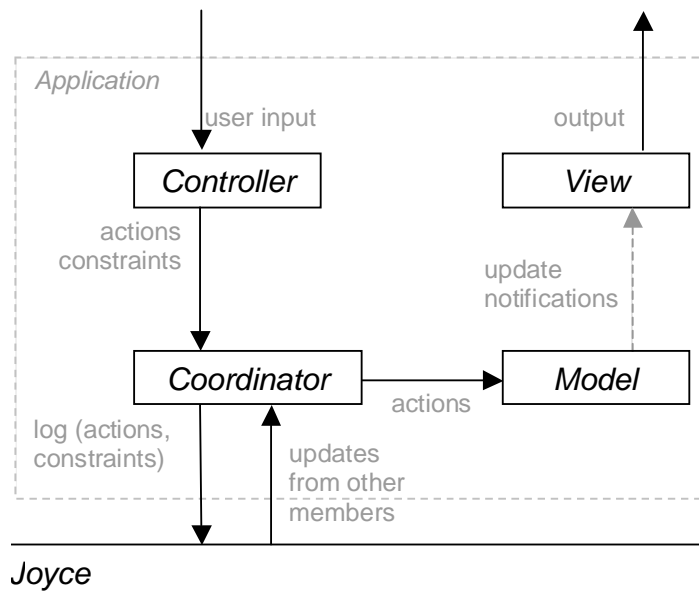 Application
user input
output
Controller
View
actions
constraints
update
notifications
Coordinator
Model
actions
log (actions,
constraints)
updates
from other
members
Joyce